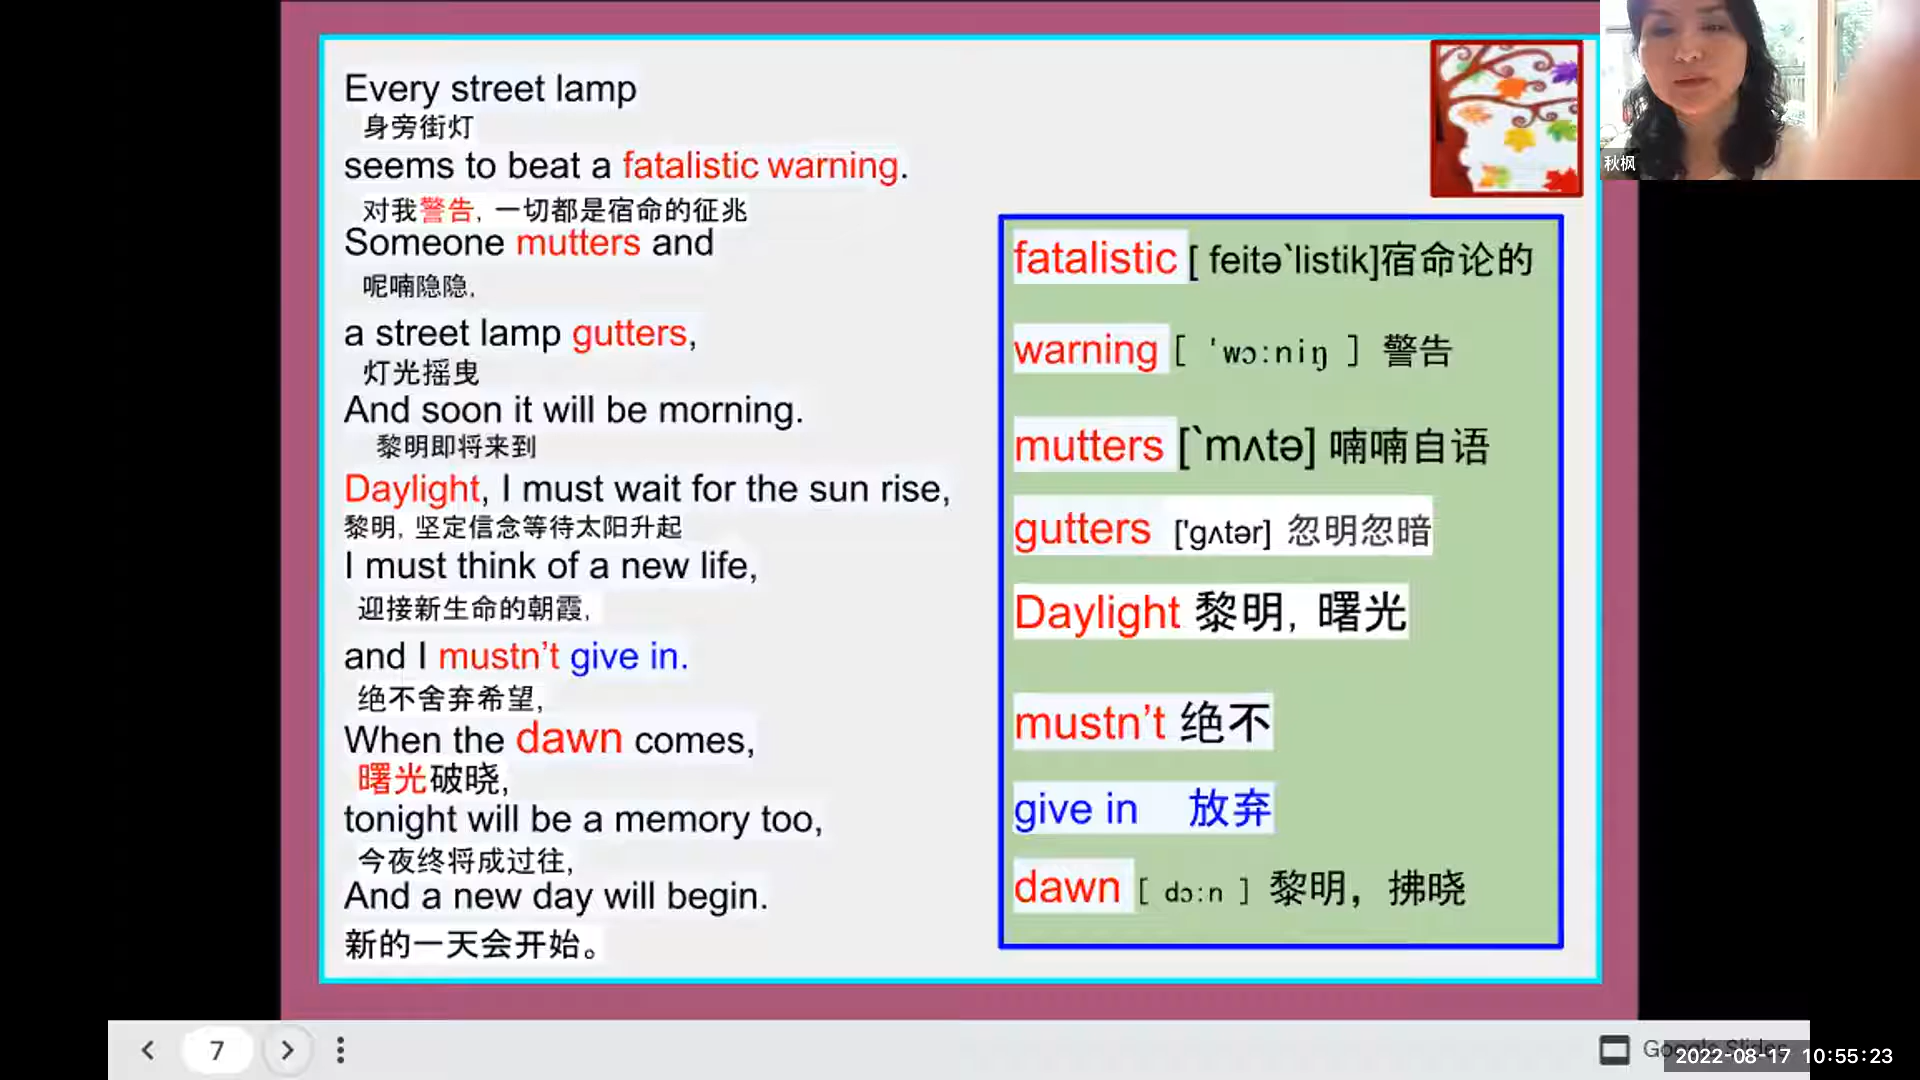 Every street lamp
身旁街灯
seems to beat a fatalistic warning.
对我警告, 一切都是宿命的征兆
Someone mutters and
呢喃隐隐,
a street lamp gutters,
灯光摇曳
And soon it will be morning.
黎明即将来到
Daylight, I must wait for the sun rise,
黎明, 坚定信念等待太阳升起
I must think of a new life,
迎接新生命的朝霞,
and I mustn’t give in.
绝不舍弃希望,
When the dawn comes,
曙光破晓,
tonight will be a memory too,
今夜终将成过往,
And a new day will begin.
新的一天会开始。
fatalistic [ feitə`listik]宿命论的
warning [ ˈwɔ:niŋ ] 警告
mutters [`mʌtə] 喃喃自语
gutters ['gʌtər] 忽明忽暗
Daylight 黎明, 曙光
mustn’t 绝不
give in 放弃
dawn [ dɔ:n ] 黎明，拂晓
秋枫
7
2022-08-17 10:55:23